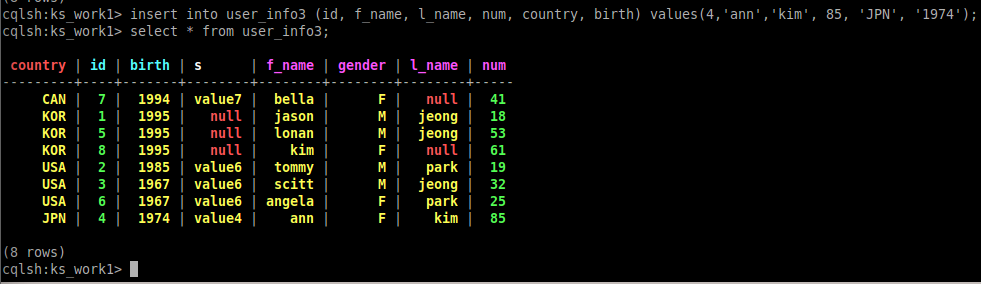 cqlsh:ks_work1> insert into user_info3 (id, f_name, l_name, num, country, birth) values(4,'ann','kim', 85, 'JPN', '1974');
cqlsh:ks_work1> select * from user_info3;
 country | id | birth | s      | f_name | gender | l_name | num
---------+----+-------+--------+--------+--------+--------+-----
     CAN |  7 |  1994 | value7 |  bella |      F |   null |  41
     KOR |  1 |  1995 |   null |  jason |      M |  jeong |  18
     KOR |  5 |  1995 |   null |  lonan |      M |  jeong |  53
     KOR |  8 |  1995 |   null |    kim |      F |   null |  61
     USA |  2 |  1985 | value6 |  tommy |      M |   park |  19
     USA |  3 |  1967 | value6 |  scitt |      M |  jeong |  32
     USA |  6 |  1967 | value6 | angela |      F |   park |  25
     JPN |  4 |  1974 | value4 |    ann |      F |    kim |  85
(8 rows)
cqlsh:ks_work1>